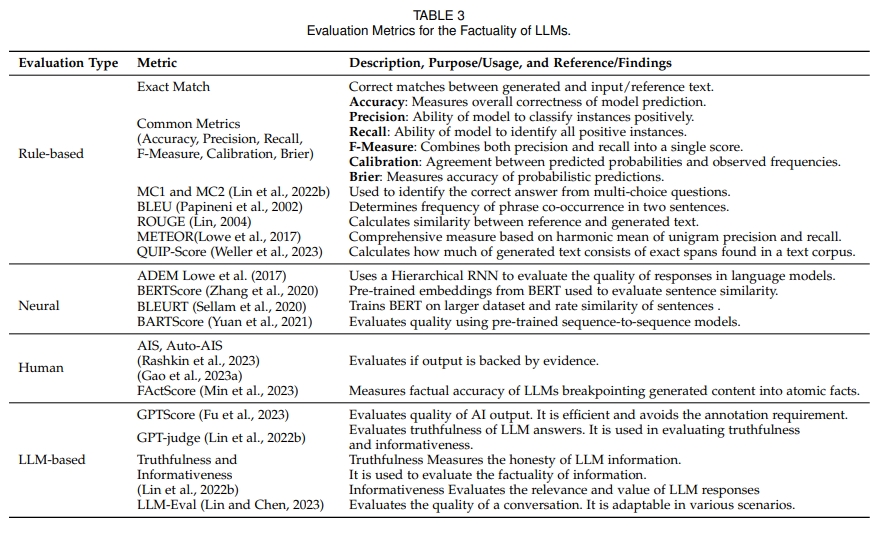 TABLE 3
Evaluation Metrics for the Factuality of LLMs.
Evaluation Type Metric Description, Purpose/Usage, and Reference/Findings
Exact Match Correct matches between generated and input/reference text.
Accuracy: Measures overall correctness of model prediction.
Precision: Ability of model to classify instances positively.
Recall: Ability of model to identify all positive instances.
F-Measure: Combines both precision and recall into a single score.
Calibration: Agreement between predicted probabilities and observed frequencies.
Brier: Measures accuracy of probabilistic predictions.
Common Metrics
(Accuracy, Precision, Recall,
F-Measure, Calibration, Brier)
Rule-based
MC1 and MC2 (Lin et al., 2022b) Used to identify the correct answer from multi-choice questions.
BLEU (Papineni et al., 2002) Determines frequency of phrase co-occurrence in two sentences.
ROUGE (Lin, 2004) Calculates similarity between reference and generated text.
METEOR(Lowe et al., 2017) Comprehensive measure based on harmonic mean of unigram precision and recall.
QUIP-Score (Weller et al., 2023) Calculates how much of generated text consists of exact spans found in a text corpus.
ADEM Lowe et al. (2017) Uses a Hierarchical RNN to evaluate the quality of responses in language models.
BERTScore (Zhang et al., 2020) Pre-trained embeddings from BERT used to evaluate sentence similarity.
Neural BLEURT (Sellam et al., 2020) Trains BERT on larger dataset and rate similarity of sentences .
BARTScore (Yuan et al., 2021) Evaluates quality using pre-trained sequence-to-sequence models.
AIS, Auto-AIS
(Rashkin et al., 2023) Evaluates if output is backed by evidence.
Human
(Gao et al., 2023a)
FActScore (Min et al., 2023) Measures factual accuracy of LLMs breakpointing generated content into atomic facts.
GPTScore (Fu et al., 2023) Evaluates quality of AI output. It is efficient and avoids the annotation requirement.
GPT-judge (Lin et al., 2022b) Evaluates truthfulness of LLM answers. It is used in evaluating truthfulness
and informativeness.
LLM-based Truthfulness and Truthfulness Measures the honesty of LLM information.
Informativeness It is used to evaluate the factuality of information.
(Lin et al., 2022b) Informativeness Evaluates the relevance and value of LLM responses
LLM-Eval (Lin and Chen, 2023) Evaluates the quality of a conversation. It is adaptable in various scenarios.